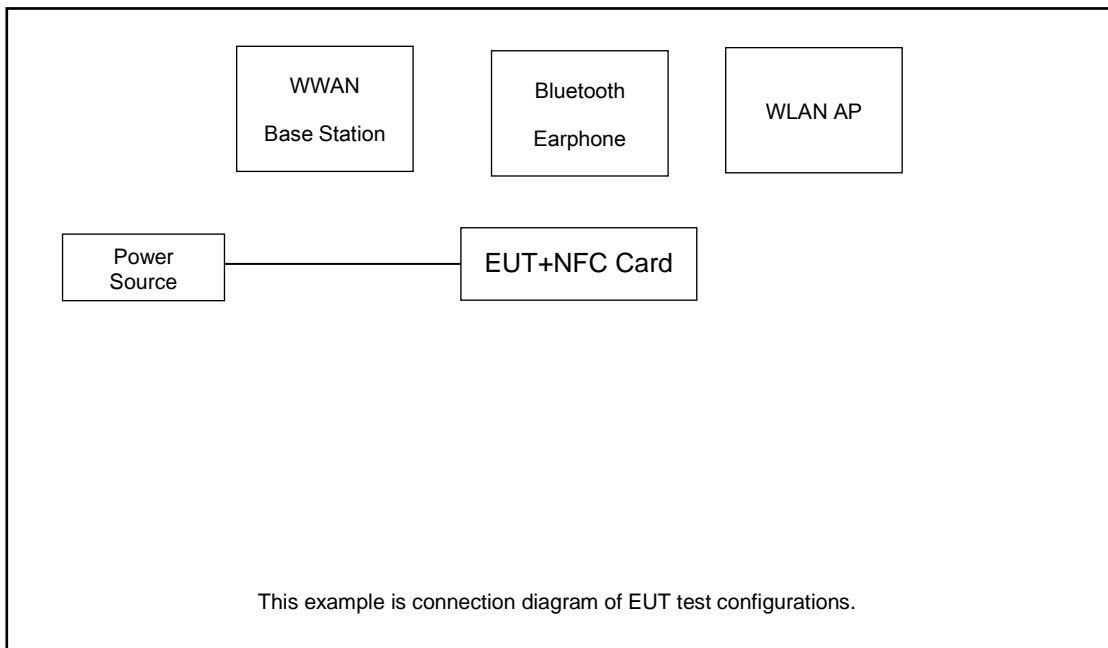 WWAN
Base Station
Bluetooth
Earphone
WLAN AP
Power
Source
EUT+NFC Card
This example is connection diagram of EUT test configurations.